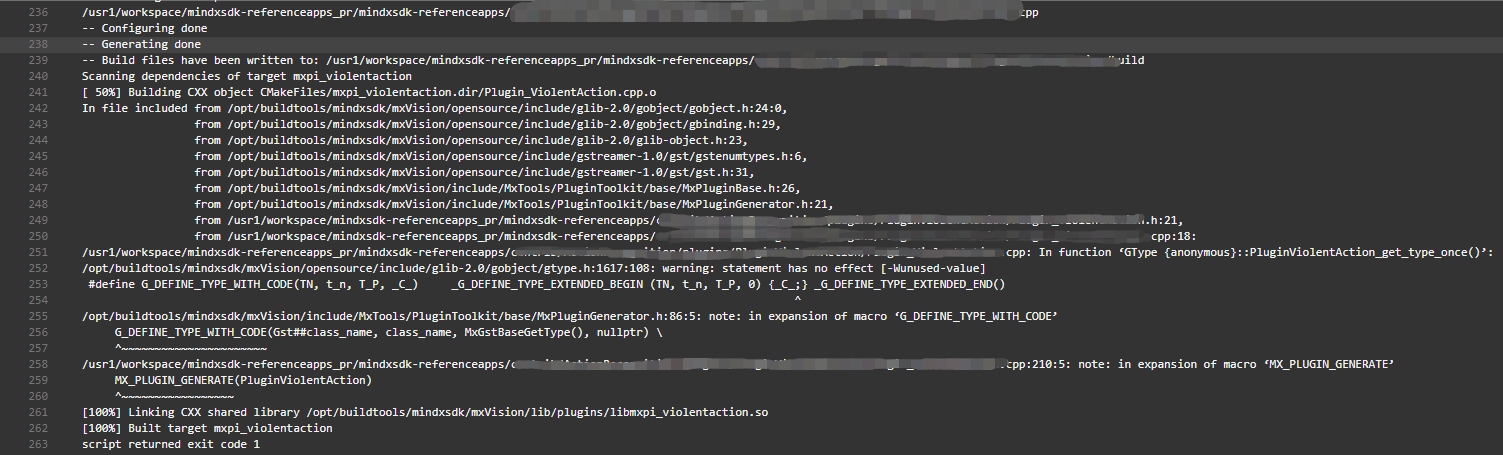 236 /usr1/workspace/mindxsdk-referenceapps_pr/mindxsdk-referenceapps/ cpp
237 -- Configuring done
238 -- Generating done
239 -- Build files have been written to: /usr1/workspace/mindxsdk-referenceapps_pr/mindxsdk-referenceapps/ uild
240 Scanning dependencies of target mxpi_violentaction
241 [ 50%] Building CXX object CMakeFiles/mxpi_violentaction.dir/Plugin_ViolentAction.cpp.o
242 In file included from /opt/buildtools/mindxsdk/mxVision/opensource/include/glib-2.0/gobject/gobject.h:24:0,
243 from /opt/buildtools/mindxsdk/mxVision/opensource/include/glib-2.0/gobject/gbinding.h:29,
244 from /opt/buildtools/mindxsdk/mxVision/opensource/include/glib-2.0/glib-object.h:23,
245 from /opt/buildtools/mindxsdk/mxVision/opensource/include/gstreamer-1.0/gst/gstenumtypes.h:6,
246 from /opt/buildtools/mindxsdk/mxVision/opensource/include/gstreamer-1.0/gst/gst.h:31,
247 from /opt/buildtools/mindxsdk/mxVision/include/MxTools/PluginToolkit/base/MxPluginBase.h:26,
248 from /opt/buildtools/mindxsdk/mxVision/include/MxTools/PluginToolkit/base/MxPluginGenerator.h:21,
249 from /usr1/workspace/mindxsdk-referenceapps_pr/mindxsdk-referenceapps/ .h:21,
250 from /usr1/workspace/mindxsdk-referenceapps_pr/mindxsdk-referenceapps/ cpp:18:
251 /usr1/workspace/mindxsdk-referenceapps_pr/mindxsdk-referenceapps/ cpp: In function ‘GType {anonymous}::PluginViolentAction_get_type_once()’:
252 /opt/buildtools/mindxsdk/mxVision/opensource/include/glib-2.0/gobject/gtype.h:1617:108: warning: statement has no effect [-Wunused-value]
253 #define G_DEFINE_TYPE_WITH_CODE(TN, t_n, T_P, _C_) _G_DEFINE_TYPE_EXTENDED_BEGIN (TN, t_n, T_P, 0) {_C_;} _G_DEFINE_TYPE_EXTENDED_END()
254 ^
255 /opt/buildtools/mindxsdk/mxVision/include/MxTools/PluginToolkit/base/MxPluginGenerator.h:86:5: note: in expansion of macro ‘G_DEFINE_TYPE_WITH_CODE’
256 G_DEFINE_TYPE_WITH_CODE(Gst##class_name, class_name, MxGstBaseGetType(), nullptr) \
257 ^~~~~~~~~~~~~~~~~~~~~~~
258 /usr1/workspace/mindxsdk-referenceapps_pr/mindxsdk-referenceapps/ .cpp:210:5: note: in expansion of macro ‘MX_PLUGIN_GENERATE’
259 MX_PLUGIN_GENERATE(PluginViolentAction)
260 ^~~~~~~~~~~~~~~~~~
261 [100%] Linking CXX shared library /opt/buildtools/mindxsdk/mxVision/lib/plugins/libmxpi_violentaction.so
262 [100%] Built target mxpi_violentaction
263 script returned exit code 1